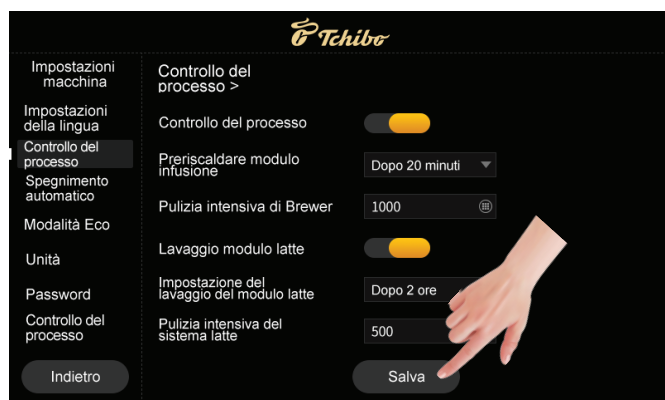 Tchibo
Impostazioni
macchina
Impostazioni
della lingua
Controllo del
processo
Spegnimento
automatico
Modalità Eco
Unità
Password
Controllo del
processo
Indietro
Controllo del
processo >
Controllo del processo
Preriscaldare modulo
infusione
Dopo 20 minuti
Pulizia intensiva di Brewer
1000
Lavaggio modulo latte
Impostazione del
lavaggio del modulo latte
Dopo 2 ore
Pulizia intensiva del
sistema latte
500
Salva